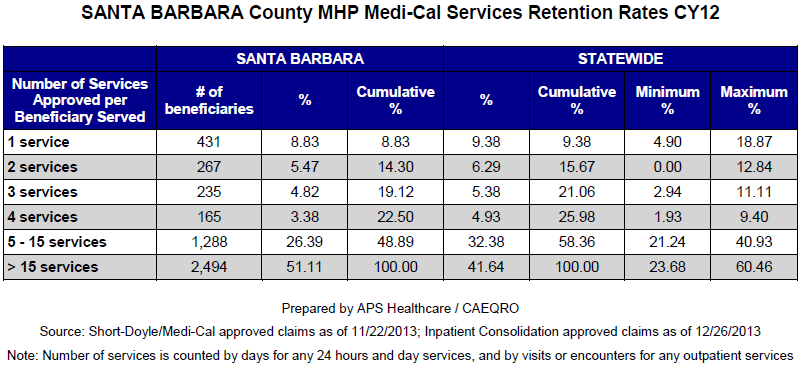 SANTA BARBARA County MHP Medi-Cal Services Retention Rates CY12
SANTA BARBARA STATEWIDE
Number of Services Approved per Beneficiary Served # of beneficiaries % Cumulative % % Cumulative % Minimum % Maximum %
1 service 431 8.83 8.83 9.38 9.38 4.90 18.87
2 services 267 5.47 14.30 6.29 15.67 0.00 12.84
3 services 235 4.82 19.12 5.38 21.06 2.94 11.11
4 services 165 3.38 22.50 4.93 25.98 1.93 9.40
5 - 15 services 1,288 26.39 48.89 32.38 58.36 21.24 40.93
> 15 services 2,494 51.11 100.00 41.64 100.00 23.68 60.46
Prepared by APS Healthcare / CAEQRO
Source: Short-Doyle/Medi-Cal approved claims as of 11/22/2013; Inpatient Consolidation approved claims as of 12/26/2013
Note: Number of services is counted by days for any 24 hours and day services, and by visits or encounters for any outpatient services